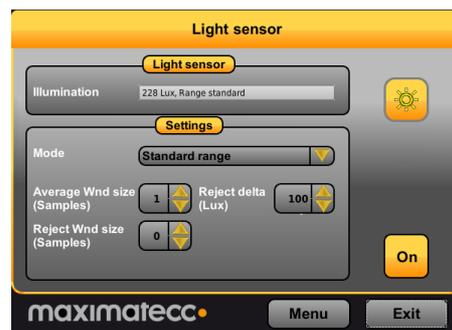 Light sensor
Light sensor
Illumination 228 Lux, Range standard
Settings
Mode Standard range
Average Wnd size (Samples) 1 Reject delta (Lux) 100
Reject Wnd size (Samples) 0
On
maximatecc Menu Exit